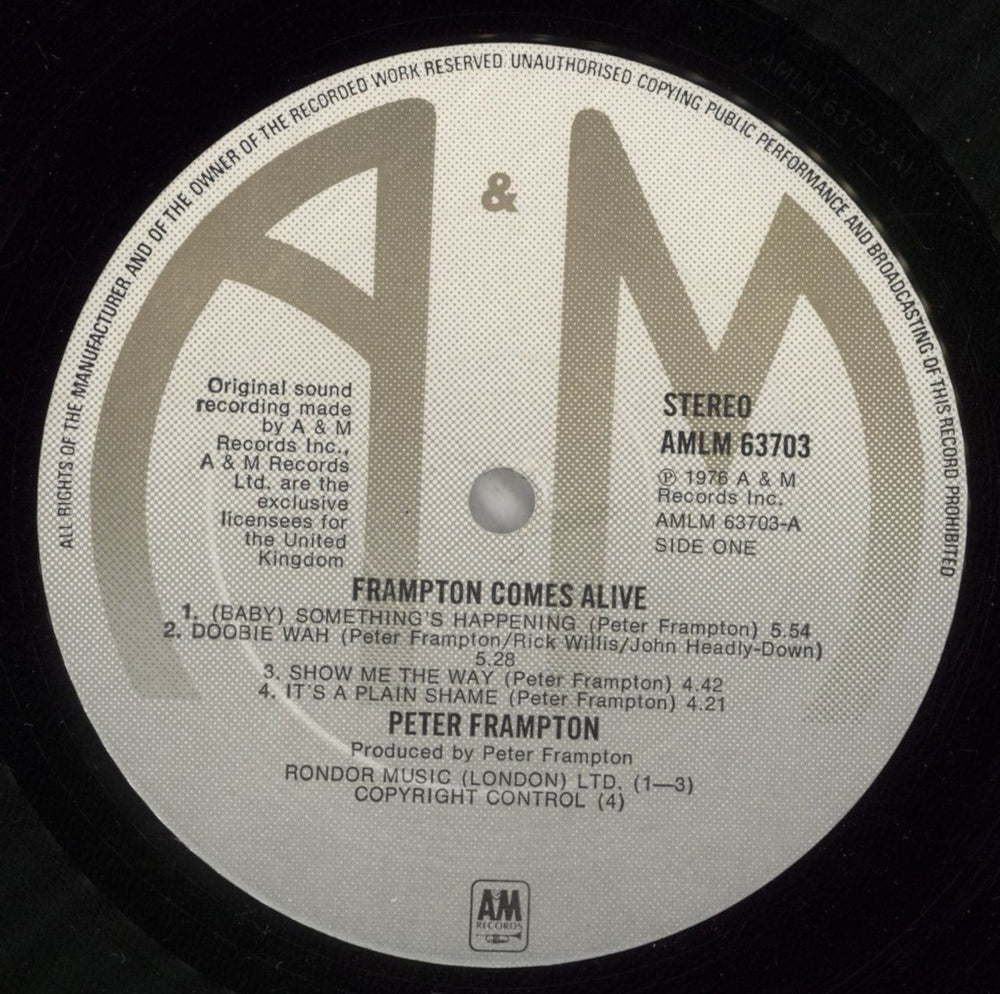 ALL RIGHTS OF THE MANUFACTURER AND OF THE OWNER OF THE RECORDED WORK RESERVED UNAUTHORISED COPYING PUBLIC PERFORMANCE AND BROADCASTING OF THIS RECORD PROHIBITED
AMLM 63703-A1
A & M
Original sound
recording made
by A & M
Records Inc.,
A & M Records
Ltd. are the
exclusive
licensees for
the United
Kingdom
STEREO
AMLM 63703
℗ 1976 A & M
Records Inc.
AMLM 63703-A
SIDE ONE
FRAMPTON COMES ALIVE
1. (BABY) SOMETHING'S HAPPENING (Peter Frampton) 5.54
2. DOOBIE WAH (Peter Frampton/Rick Willis/John Headly-Down)
5.28
3. SHOW ME THE WAY (Peter Frampton) 4.42
4. IT'S A PLAIN SHAME (Peter Frampton) 4.21
PETER FRAMPTON
Produced by Peter Frampton
RONDOR MUSIC (LONDON) LTD. (1—3)
COPYRIGHT CONTROL (4)
AM
RECORDS